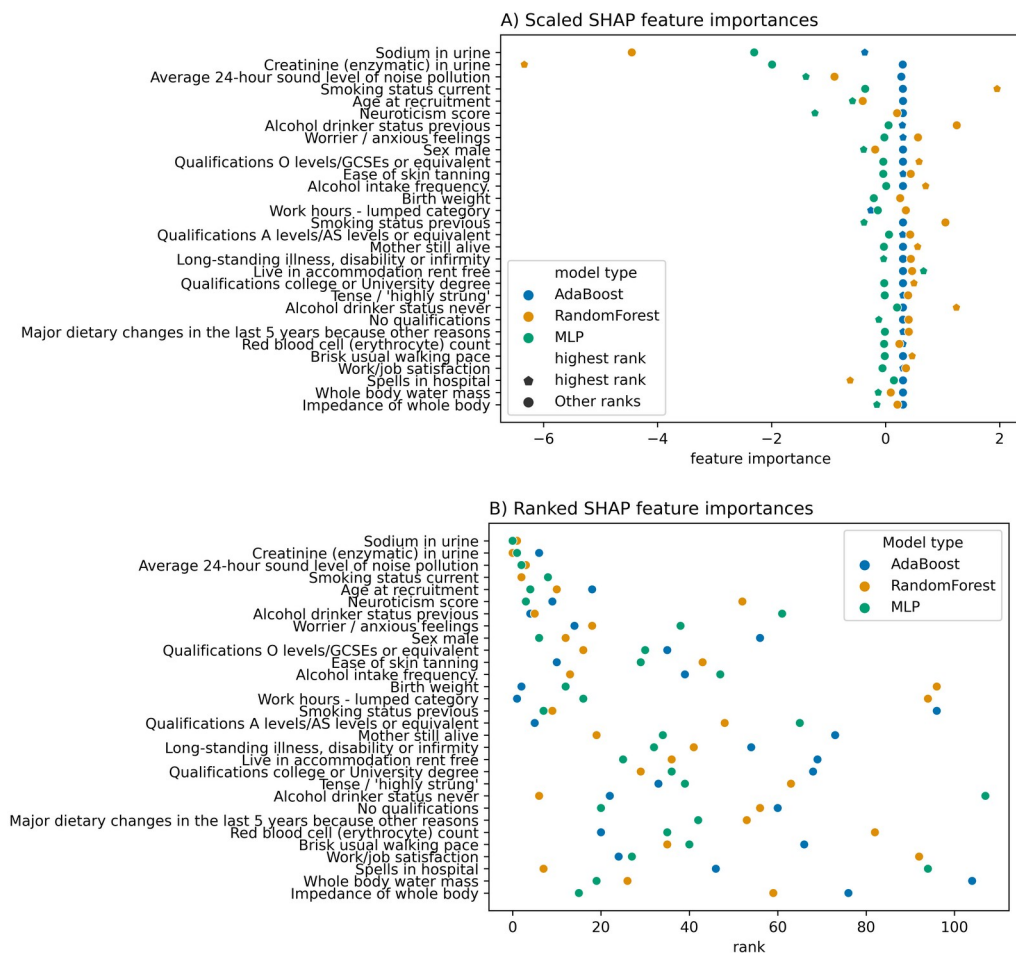 A) Scaled SHAP feature importances
Sodium in urine
Creatinine (enzymatic) in urine
Average 24-hour sound level of noise pollution
Smoking status current
Age at recruitment
Neuroticism score
Alcohol drinker status previous
Worrier / anxious feelings
Sex male
Qualifications O levels/GCSEs or equivalent
Ease of skin tanning
Alcohol intake frequency.
Birth weight
Work hours - lumped category
Smoking status previous
Qualifications A levels/AS levels or equivalent
Mother still alive
Long-standing illness, disability or infirmity
Live in accommodation rent free
Qualifications college or University degree
Tense / 'highly strung'
Alcohol drinker status never
No qualifications
Major dietary changes in the last 5 years because other reasons
Red blood cell (erythrocyte) count
Brisk usual walking pace
Work/job satisfaction
Spells in hospital
Whole body water mass
Impedance of whole body
model type
AdaBoost
RandomForest
MLP
highest rank
highest rank
Other ranks
−6 −4 −2 0 2
feature importance
B) Ranked SHAP feature importances
Sodium in urine
Creatinine (enzymatic) in urine
Average 24-hour sound level of noise pollution
Smoking status current
Age at recruitment
Neuroticism score
Alcohol drinker status previous
Worrier / anxious feelings
Sex male
Qualifications O levels/GCSEs or equivalent
Ease of skin tanning
Alcohol intake frequency.
Birth weight
Work hours - lumped category
Smoking status previous
Qualifications A levels/AS levels or equivalent
Mother still alive
Long-standing illness, disability or infirmity
Live in accommodation rent free
Qualifications college or University degree
Tense / 'highly strung'
Alcohol drinker status never
No qualifications
Major dietary changes in the last 5 years because other reasons
Red blood cell (erythrocyte) count
Brisk usual walking pace
Work/job satisfaction
Spells in hospital
Whole body water mass
Impedance of whole body
Model type
AdaBoost
RandomForest
MLP
0 20 40 60 80 100
rank